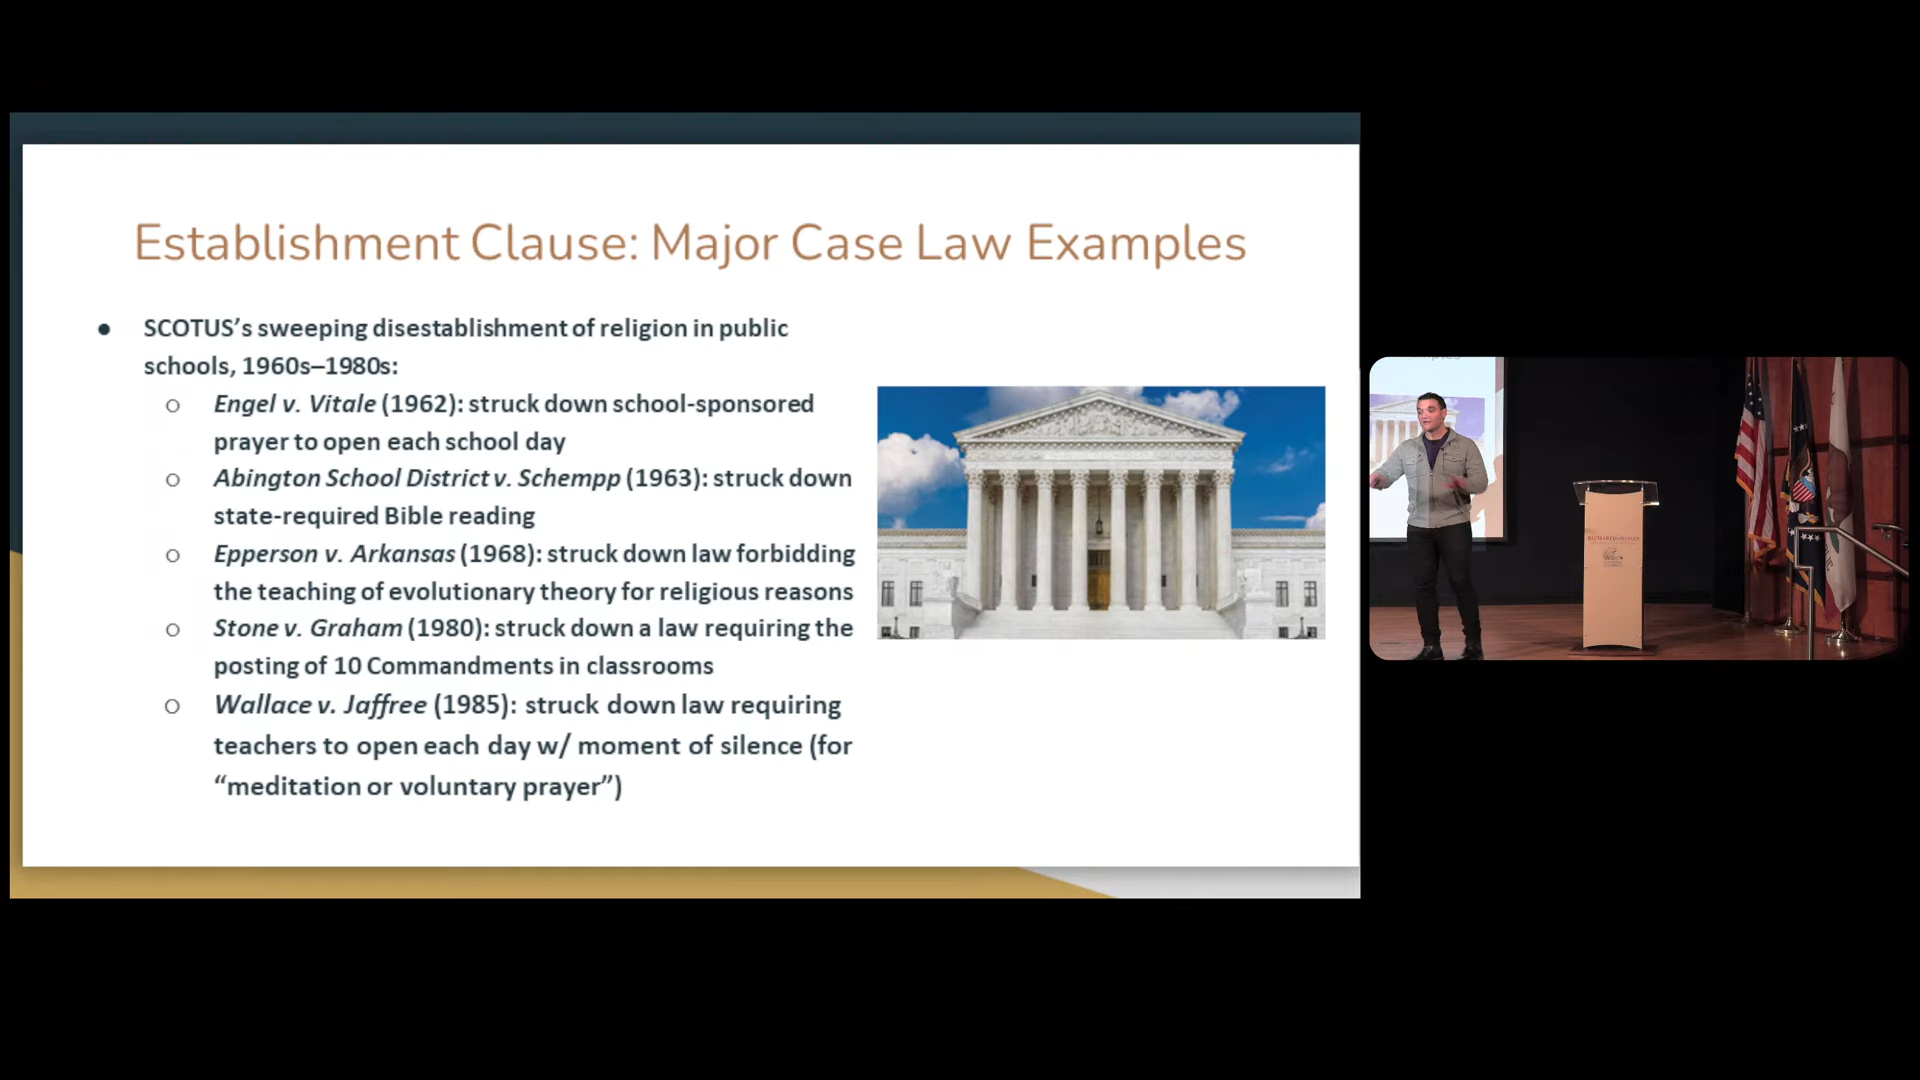 Establishment Clause: Major Case Law Examples
● SCOTUS’s sweeping disestablishment of religion in public
schools, 1960s–1980s:
o Engel v. Vitale (1962): struck down school-sponsored
prayer to open each school day
o Abington School District v. Schempp (1963): struck down
state-required Bible reading
o Epperson v. Arkansas (1968): struck down law forbidding
the teaching of evolutionary theory for religious reasons
o Stone v. Graham (1980): struck down a law requiring the
posting of 10 Commandments in classrooms
o Wallace v. Jaffree (1985): struck down law requiring
teachers to open each day w/ moment of silence (for
“meditation or voluntary prayer”)